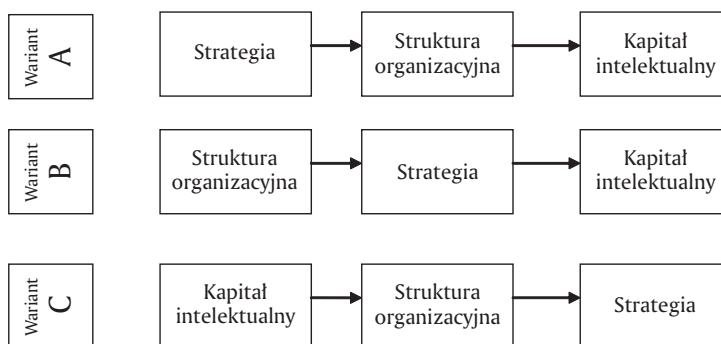 Wariant
A
Strategia
Struktura
organizacyjna
Kapitał
intelektualny
Wariant
B
Struktura
organizacyjna
Strategia
Kapitał
intelektualny
Wariant
C
Kapitał
intelektualny
Struktura
organizacyjna
Strategia